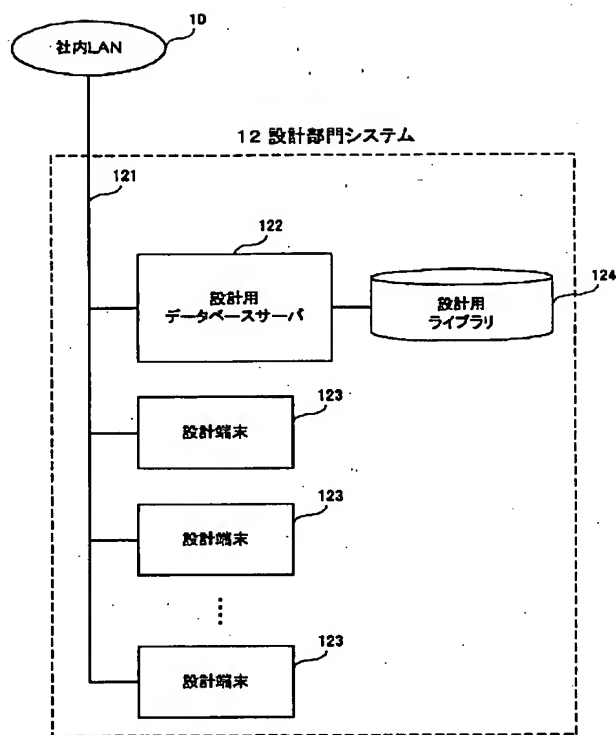 社内LAN
10
12 設計部門システム
121
122
設計用
データベースサーバ
設計用
ライブラリ
124
123
設計端末
123
設計端末
123
設計端末